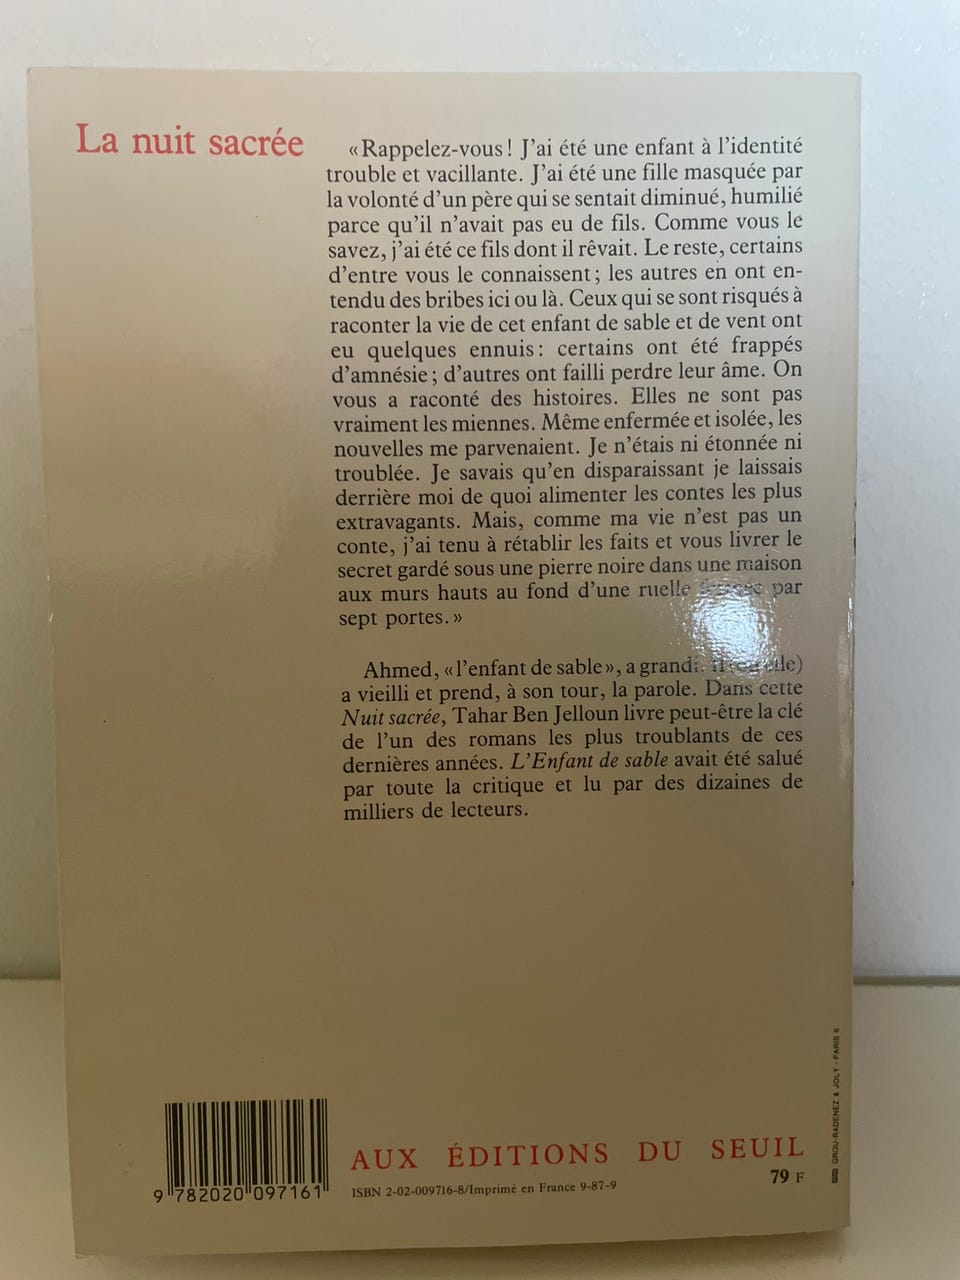 La nuit sacrée
« Rappelez-vous ! J'ai été une enfant à l'identité
trouble et vacillante. J'ai été une fille masquée par
la volonté d'un père qui se sentait diminué, humilié
parce qu'il n'avait pas eu de fils. Comme vous le
savez, j'ai été ce fils dont il rêvait. Le reste, certains
d'entre vous le connaissent ; les autres en ont en-
tendu des bribes ici ou là. Ceux qui se sont risqués à
raconter la vie de cet enfant de sable et de vent ont
eu quelques ennuis : certains ont été frappés
d'amnésie ; d'autres ont failli perdre leur âme. On
vous a raconté des histoires. Elles ne sont pas
vraiment les miennes. Même enfermée et isolée, les
nouvelles me parvenaient. Je n'étais ni étonnée ni
troublée. Je savais qu'en disparaissant je laissais
derrière moi de quoi alimenter les contes les plus
extravagants. Mais, comme ma vie n'est pas un
conte, j'ai tenu à rétablir les faits et vous livrer le
secret gardé sous une pierre noire dans une maison
aux murs hauts au fond d'une ruelle par
sept portes. »
Ahmed, « l'enfant de sable », a grandi. elle)
a vieilli et prend, à son tour, la parole. Dans cette
Nuit sacrée, Tahar Ben Jelloun livre peut-être la clé
de l'un des romans les plus troublants de ces
dernières années. L'Enfant de sable avait été salué
par toute la critique et lu par des dizaines de
milliers de lecteurs.
AUX ÉDITIONS DU SEUIL
ISBN 2-02-009716-8/Imprimé en France 9-87-9
79 F
9 782020 097161
GROU-RADENEZ & JOLY - PARIS 6